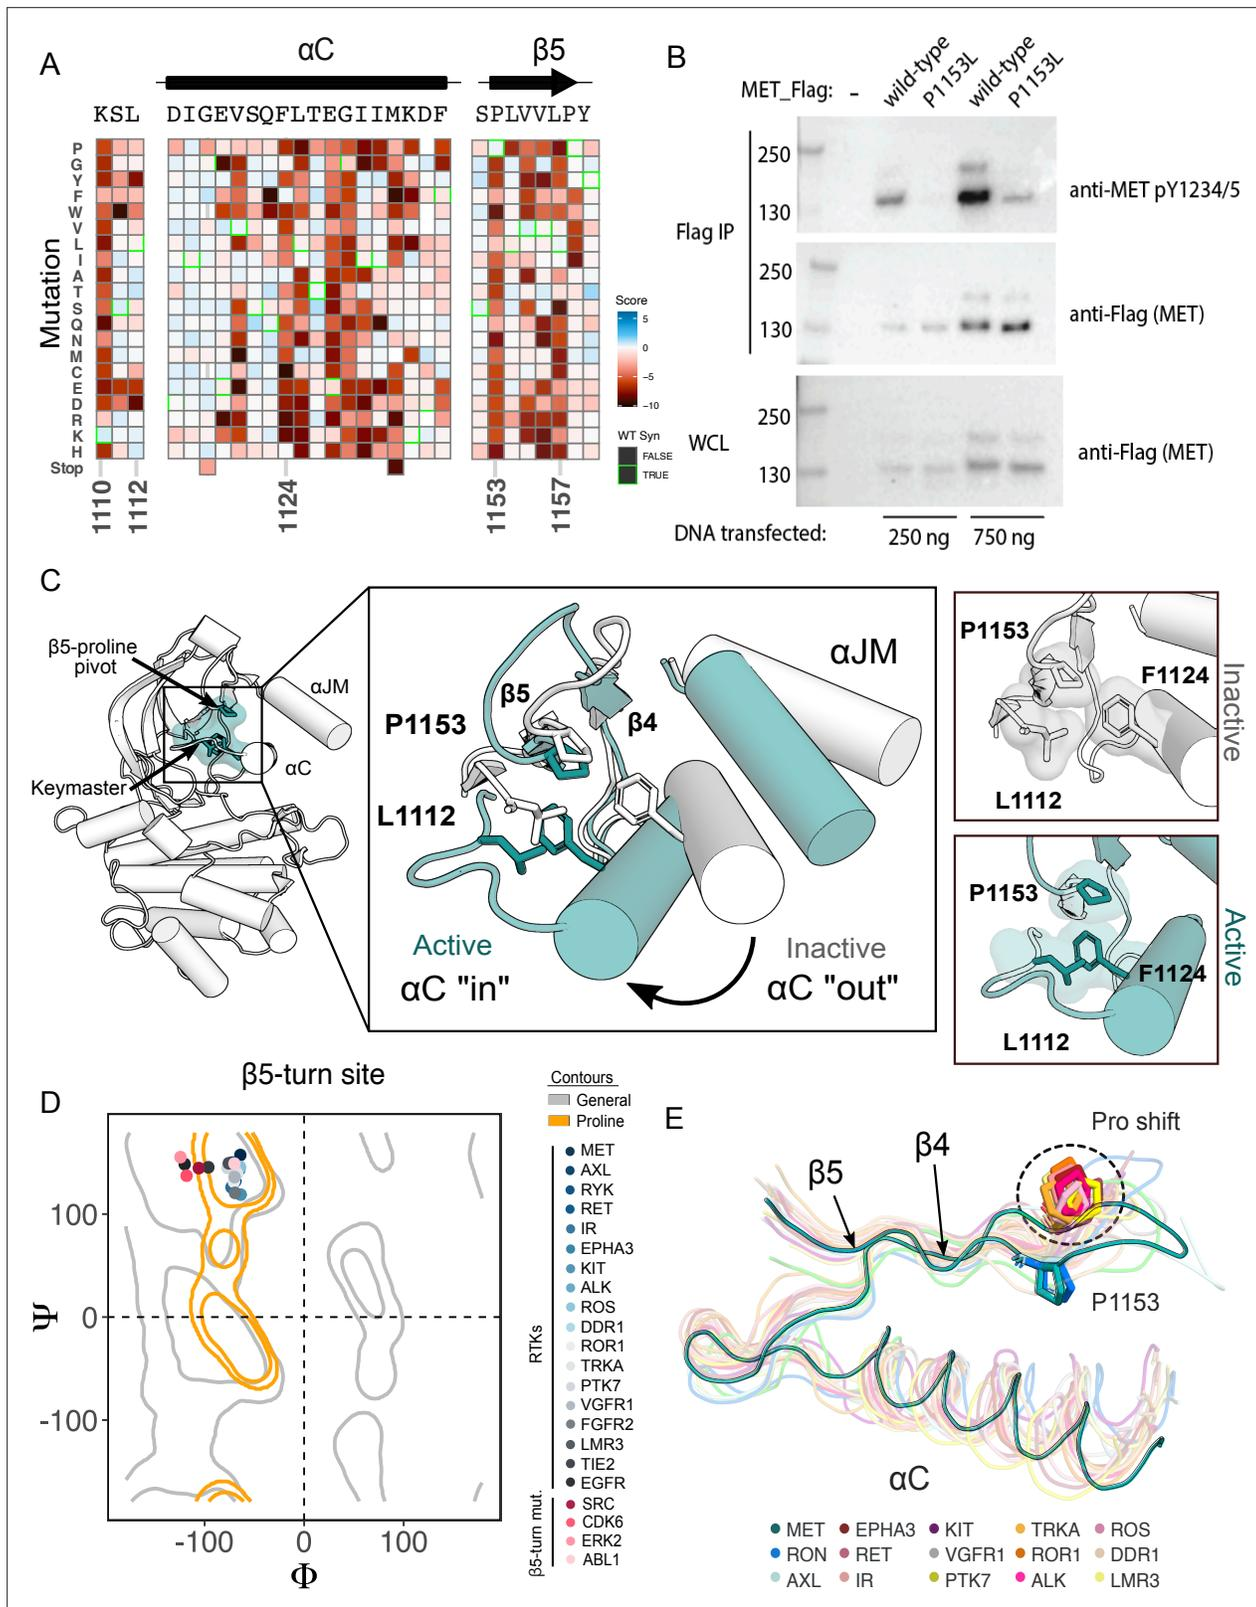 A
αC
β5
KSL
DIGEVSQFLTEGIIMKDF
SPLVVLPY
Mutation
P
G
Y
F
W
V
L
I
A
T
S
Q
N
M
C
E
D
R
K
H
Stop
1110
1112
1124
1153
1157
Score
5
0
−5
−10
WT Syn
FALSE
TRUE
B
MET_Flag:
-
wild-type
P1153L
wild-type
P1153L
Flag IP
250
130
anti-MET pY1234/5
250
130
anti-Flag (MET)
WCL
250
130
anti-Flag (MET)
DNA transfected:
250 ng
750 ng
C
β5-proline
pivot
αJM
αC
Keymaster
αJM
β5
β4
P1153
L1112
Active
αC "in"
Inactive
αC "out"
P1153
F1124
L1112
Inactive
P1153
F1124
L1112
Active
D
β5-turn site
Ψ
100
0
-100
-100
0
100
Φ
Contours
General
Proline
RTKs
MET
AXL
RYK
RET
IR
EPHA3
KIT
ALK
ROS
DDR1
ROR1
TRKA
PTK7
VGFR1
FGFR2
LMR3
TIE2
EGFR
β5-turn mut.
SRC
CDK6
ERK2
ABL1
E
Pro shift
β5
β4
P1153
αC
MET EPHA3 KIT TRKA ROS
RON RET VGFR1 ROR1 DDR1
AXL IR PTK7 ALK LMR3